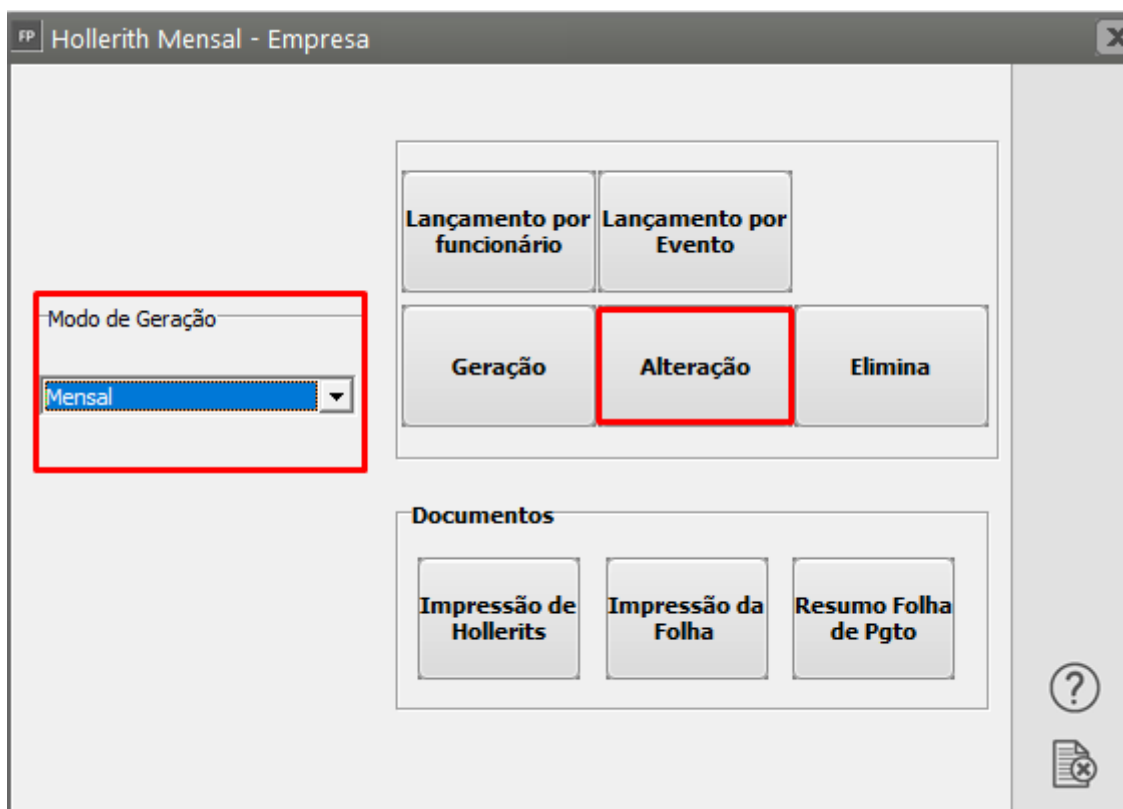 FP Hollerith Mensal - Empresa
Lançamento por
funcionário
Lançamento por
Evento
Modo de Geração
Mensal
Geração
Alteração
Elimina
Documentos
Impressão de
Hollerits
Impressão da
Folha
Resumo Folha
de Pgto